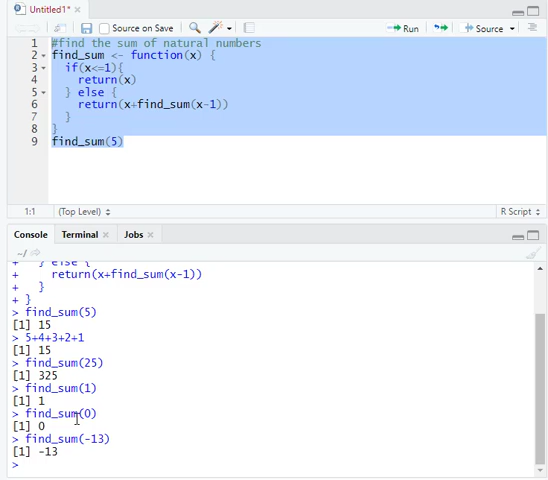 Untitled1*
Source on Save
Run
Source
1 #find the sum of natural numbers
2 find_sum <- function(x) {
3 if(x<=1){
4 return(x)
5 } else {
6 return(x+find_sum(x-1))
7 }
8 }
9 find_sum(5)
1:1 (Top Level) R Script
Console Terminal Jobs
~/
+ } else {
+ return(x+find_sum(x-1))
+ }
+ }
> find_sum(5)
[1] 15
> 5+4+3+2+1
[1] 15
> find_sum(25)
[1] 325
> find_sum(1)
[1] 1
> find_sum(0)
[1] 0
> find_sum(-13)
[1] -13
>